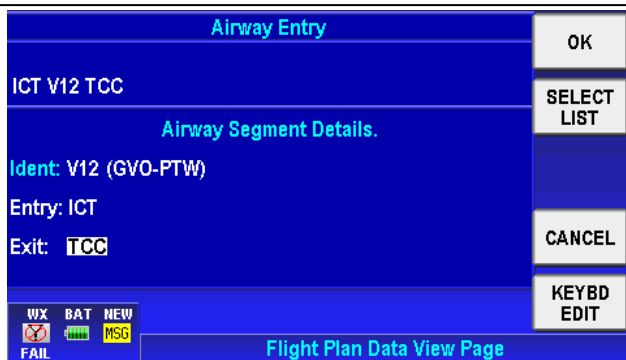 Airway Entry
OK
ICT V12 TCC
SELECT
LIST
Airway Segment Details.
Ident: V12 (GVO-PTW)
Entry: ICT
Exit: TCC
CANCEL
KEYBD
EDIT
WX BAT NEW
MSG
FAIL
Flight Plan Data View Page